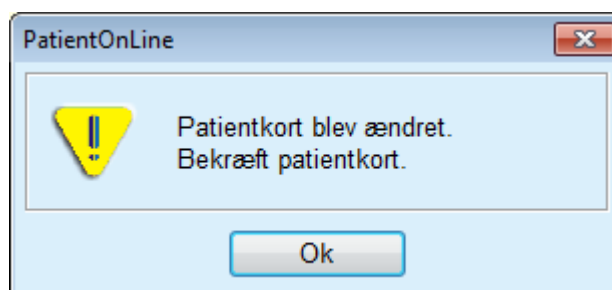 PatientOnLine
Patientkort blev ændret.
Bekræft patientkort.
Ok